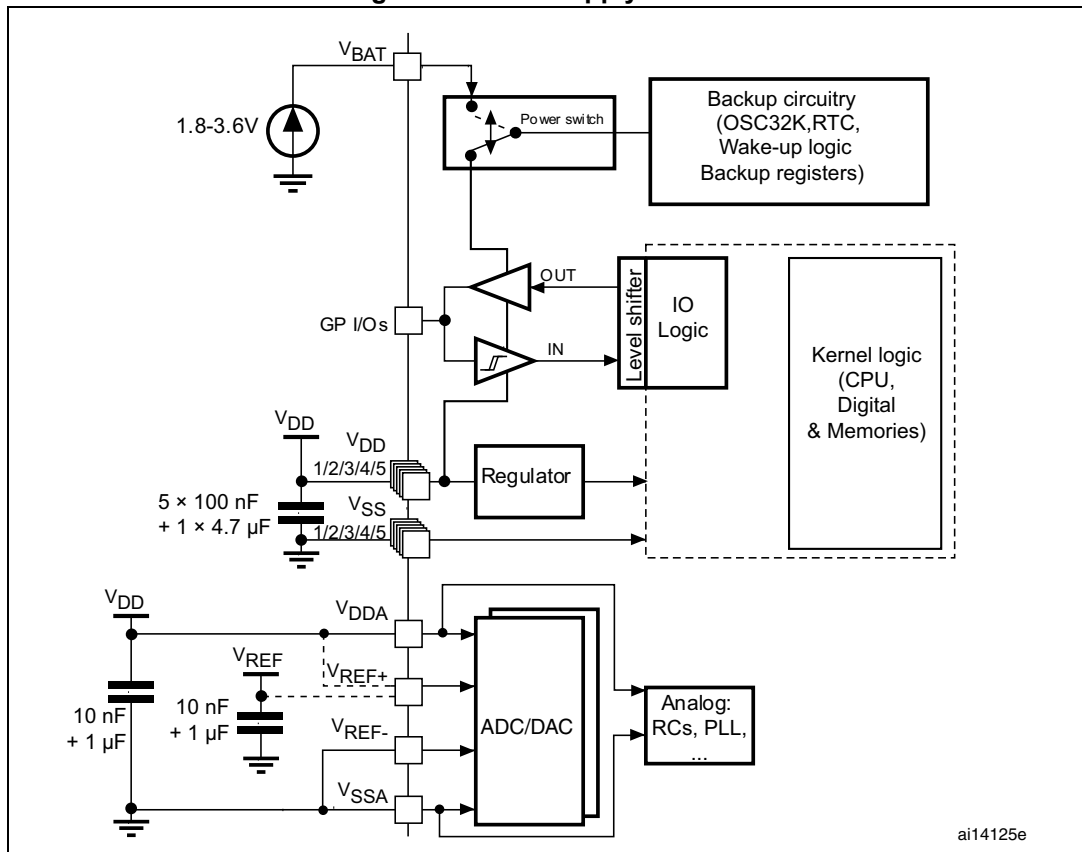 VBAT
1.8-3.6V
Power switch
Backup circuitry
(OSC32K,RTC,
Wake-up logic
Backup registers)
OUT
GP I/Os
IN
Level shifter
IO
Logic
Kernel logic
(CPU,
Digital
& Memories)
VDD
VDD
1/2/3/4/5
Regulator
5 × 100 nF
+ 1 × 4.7 µF
VSS
1/2/3/4/5
VDD
VDDA
VREF
VREF+
10 nF
+ 1 µF
10 nF
+ 1 µF
VREF-
ADC/DAC
Analog:
RCs, PLL,
...
VSSA
ai14125e